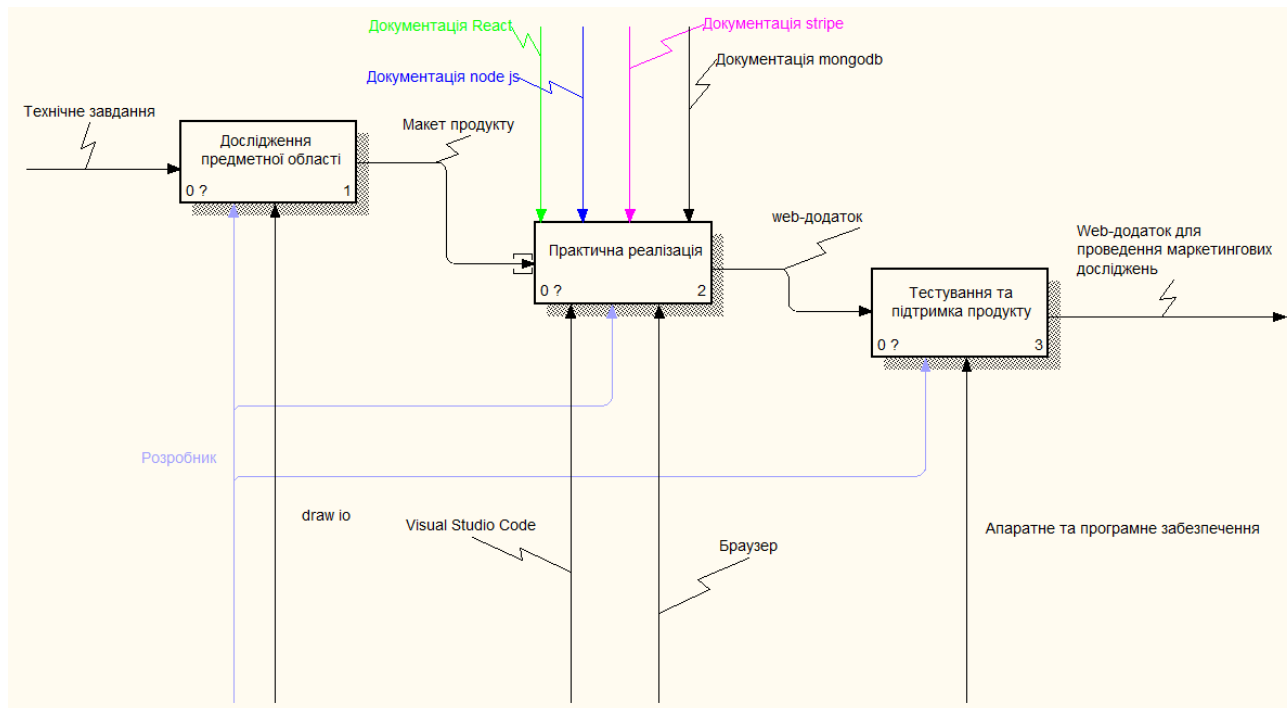 Документація React
Документація stripe
Документація node js
Документація mongodb
Технічне завдання
Макет продукту
Дослідження
предметної області
0 ?
1
web-додаток
Практична реалізація
0 ?
2
Web-додаток для
проведення маркетингових
досліджень
Тестування та
підтримка продукту
0 ?
3
Розробник
draw io
Visual Studio Code
Браузер
Апаратне та програмне забезпечення